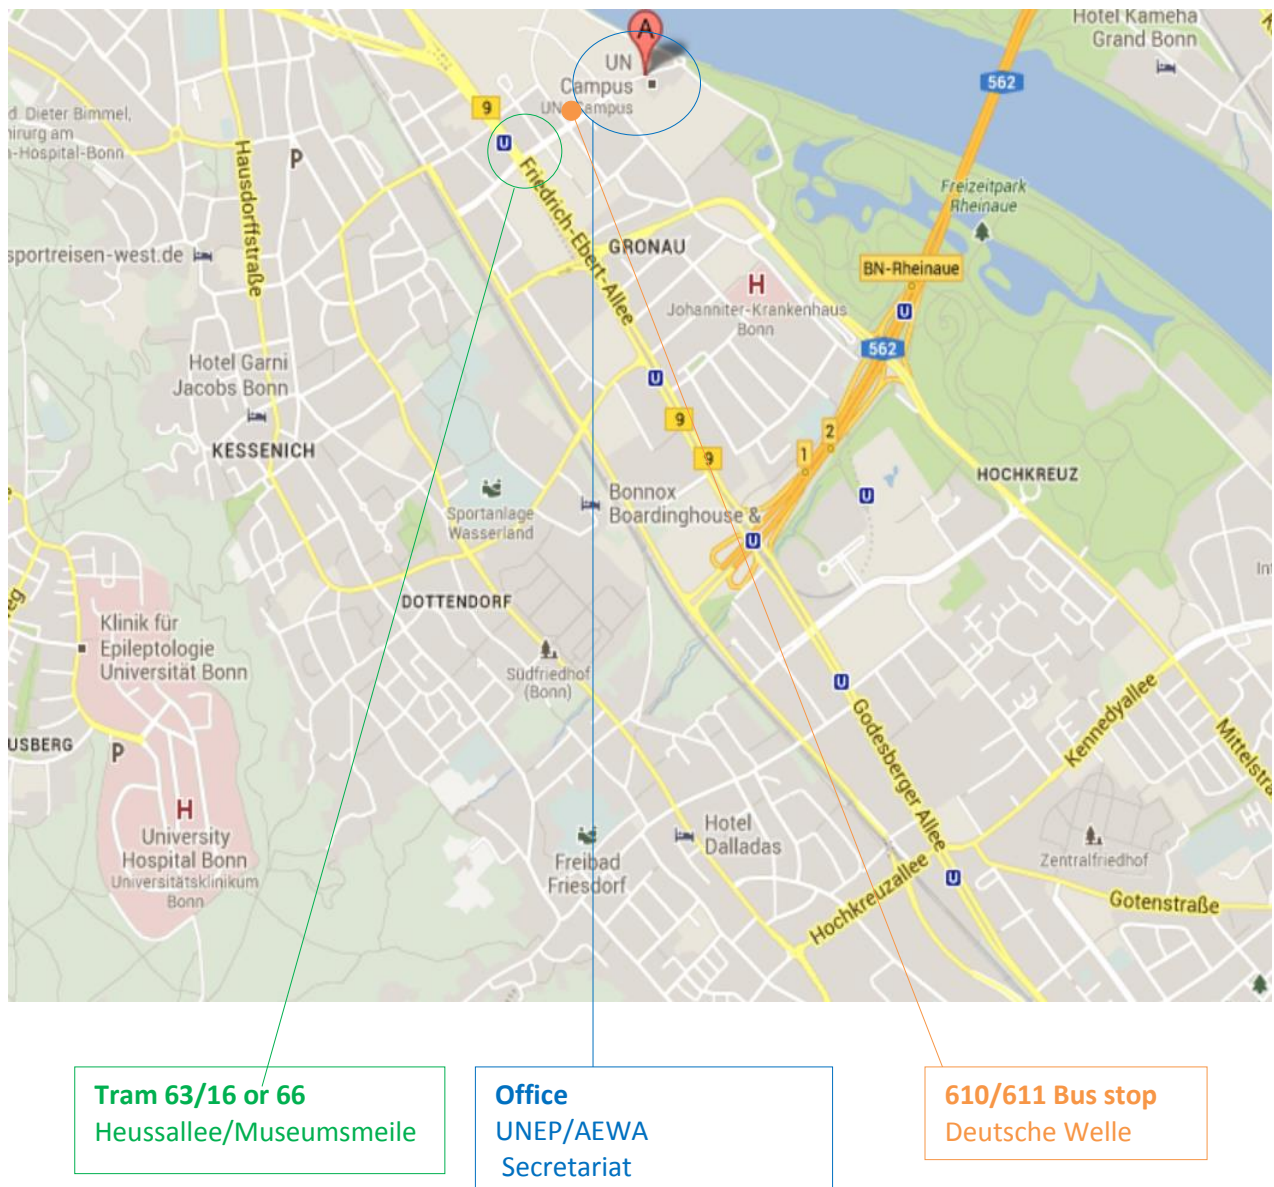 Hotel Kameha
Grand Bonn
A
UN
Campus
UN Campus
562
9
U
d. Dieter Bimmel,
hirurg am
n-Hospital-Bonn
P
Hausdorffstraße
Friedrich-Ebert-Allee
Freizeitpark
Rheinaue
sportreisen-west.de
GRONAU
BN-Rheinaue
H
Johanniter-Krankenhaus
Bonn
U
562
Hotel Garni
Jacobs Bonn
U
9
2
1
9
KESSENICH
HOCHKREUZ
Sportanlage
Wasserland
Bonnox
Boardinghouse &
U
U
DOTTENDORF
Klinik für
Epileptologie
Universität Bonn
Südfriedhof
(Bonn)
U
Godesberger Allee
Kennedyallee
Mittelstra
USBERG
P
H
University
Hospital Bonn
Universitätsklinikum
Bonn
Hotel
Dalladas
Freibad
Friesdorf
Zentralfriedhof
U
Hochkreuzallee
Gotenstraße
Tram 63/16 or 66
Heussallee/Museumsmeile
Office
UNEP/AEWA
Secretariat
610/611 Bus stop
Deutsche Welle